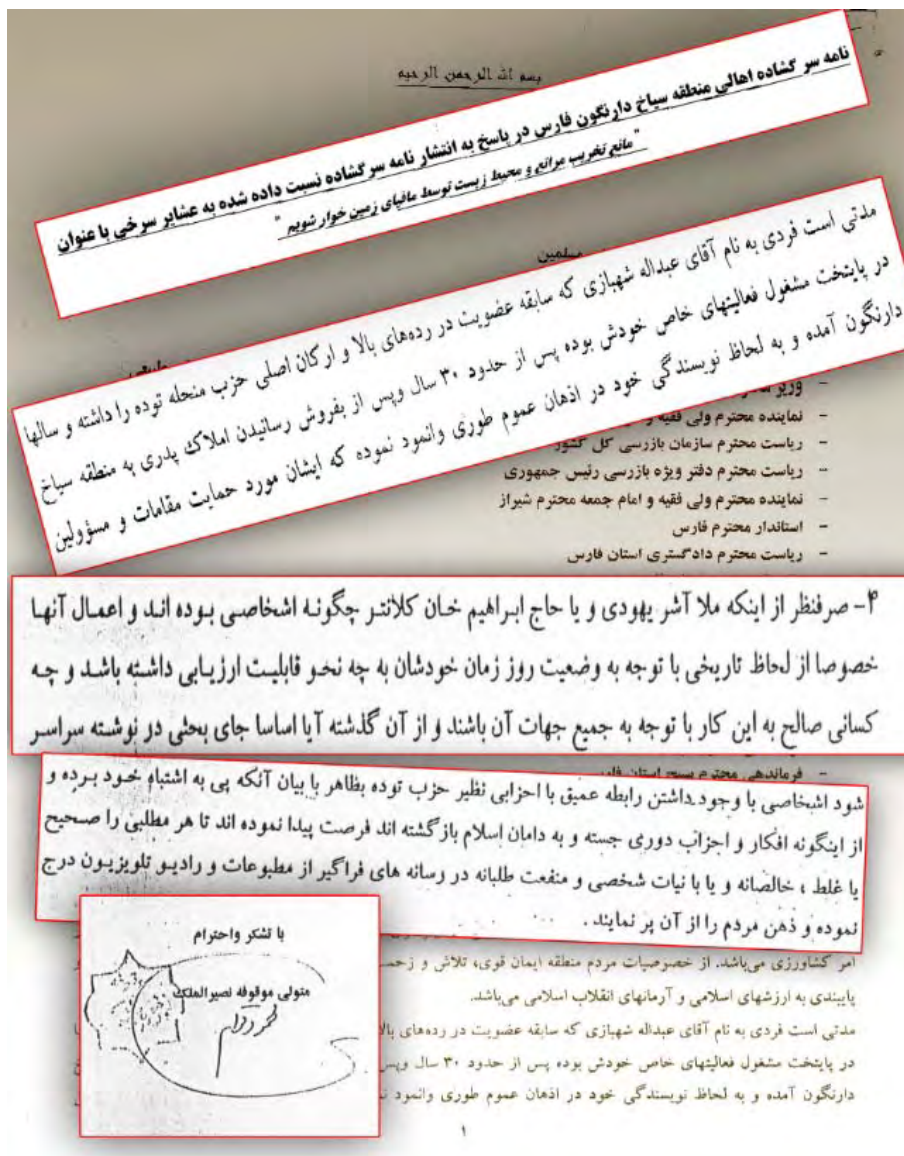 بسم الله الرحمن الرحیم
نامه سر گشاده اهالی منطقه سیاخ دارنگون فارس در پاسخ به انتشار نامه سرگشاده نسبت داده شده به عشایر سرخی با عنوان
"مانع تخریب مراتع و محیط زیست توسط مافیای زمین خوار شویم"
مسلمین
مدتی است فردی به نام آقای عبداله شهبازی که سابقه عضویت در رده‌های بالا و ارکان اصلی حزب منحله توده را داشته و سالها
در پایتخت مشغول فعالیتهای خاص خودش بوده پس از حدود ۳۰ سال وپس از بفروش رسانیدن املاک پدری به منطقه سیاخ
دارنگون آمده و به لحاظ نویسندگی خود در اذهان عموم طوری وانمود نموده که ایشان مورد حمایت مقامات و مسؤولین
- وزیر
- نماینده محترم ولی فقیه و
- ریاست محترم سازمان بازرسی کل کشور
- ریاست محترم دفتر ویژه بازرسی رئیس جمهوری
- نماینده محترم ولی فقیه و امام جمعه محترم شیراز
- استاندار محترم فارس
- ریاست محترم دادگستری استان فارس
۴- صرفنظر از اینکه ملا آشر یهودی و یا حاج ابراهیم خان کلانتر چگونه اشخاصی بوده اند و اعمال آنها
خصوصا از لحاظ تاریخی با توجه به وضعیت روز زمان خودشان به چه نحو قابلیت ارزیابی داشته باشد و چه
کسانی صالح به این کار با توجه به جمیع جهات آن باشند و از آن گذشته آیا اساسا جای بحثی در نوشته سراسر
- فرماندهی محترم بسیج استان فارس
شود اشخاصی با وجود داشتن رابطه عمیق با احزابی نظیر حزب توده بظاهر با بیان آنکه پی به اشتباه خود برده و
از اینگونه افکار و احزاب دوری جسته و به دامان اسلام بازگشته اند فرصت پیدا نموده اند تا هر مطلبی را صحیح
یا غلط ، خالصانه و یا با نیات شخصی و منفعت طلبانه در رسانه های فراگیر از مطبوعات و رادیو تلویزیون درج
نموده و ذهن مردم را از آن پر نمایند .
با تشکر واحترام
متولی موقوفه نصیرالملک
امر کشاورزی می‌باشد. از خصرصیات مردم منطقه ایمان قوی، تلاش و زحمت
پایبندی به ارزشهای اسلامی و آرمانهای انقلاب اسلامی می‌باشد.
مدتی است فردی به نام آقای عبداله شهبازی که سابقه عضویت در رده‌های بالا
در پایتخت مشغول فعالیتهای خاص خودش بوده پس از حدود ۳۰ سال وپس
دارنگون آمده و به لحاظ نویسندگی خود در اذهان عموم طوری وانمود
۱